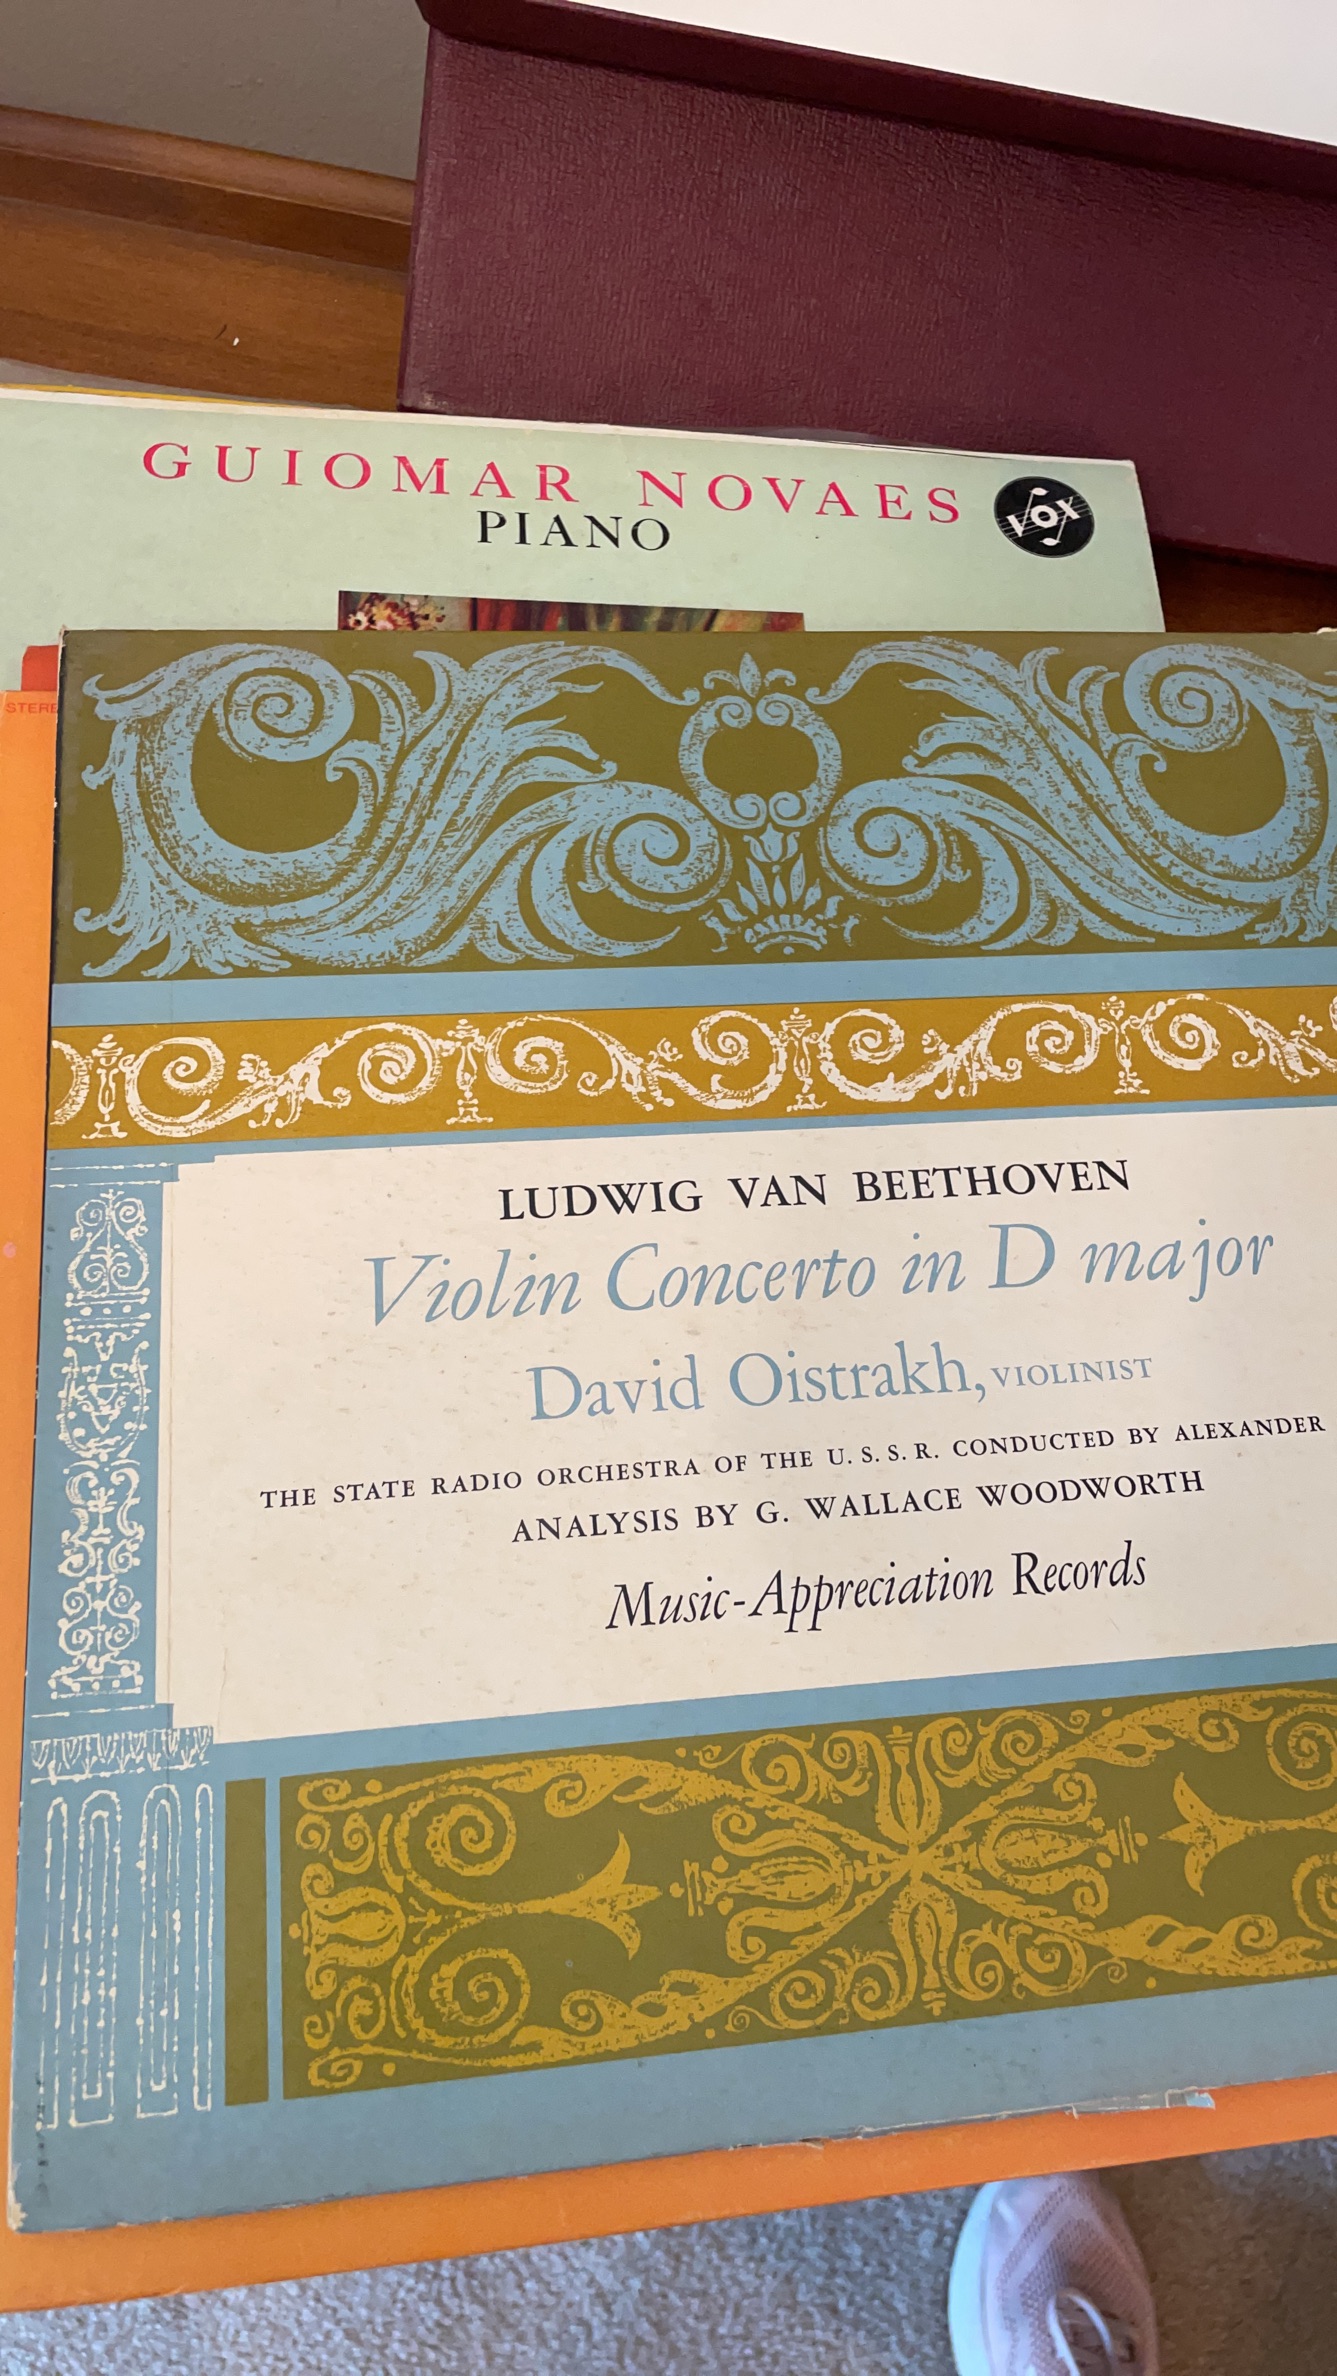 GUIOMAR NOVAES
PIANO
VOX
STERE
LUDWIG VAN BEETHOVEN
Violin Concerto in D major
David Oistrakh, VIOLINIST
THE STATE RADIO ORCHESTRA OF THE U.S.S.R. CONDUCTED BY ALEXANDER
ANALYSIS BY G. WALLACE WOODWORTH
Music-Appreciation Records